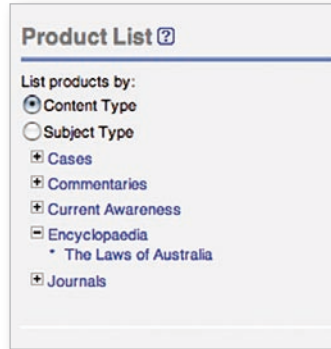 Product List ?
List products by:
Content Type
Subject Type
Cases
Commentaries
Current Awareness
Encyclopaedia
* The Laws of Australia
Journals